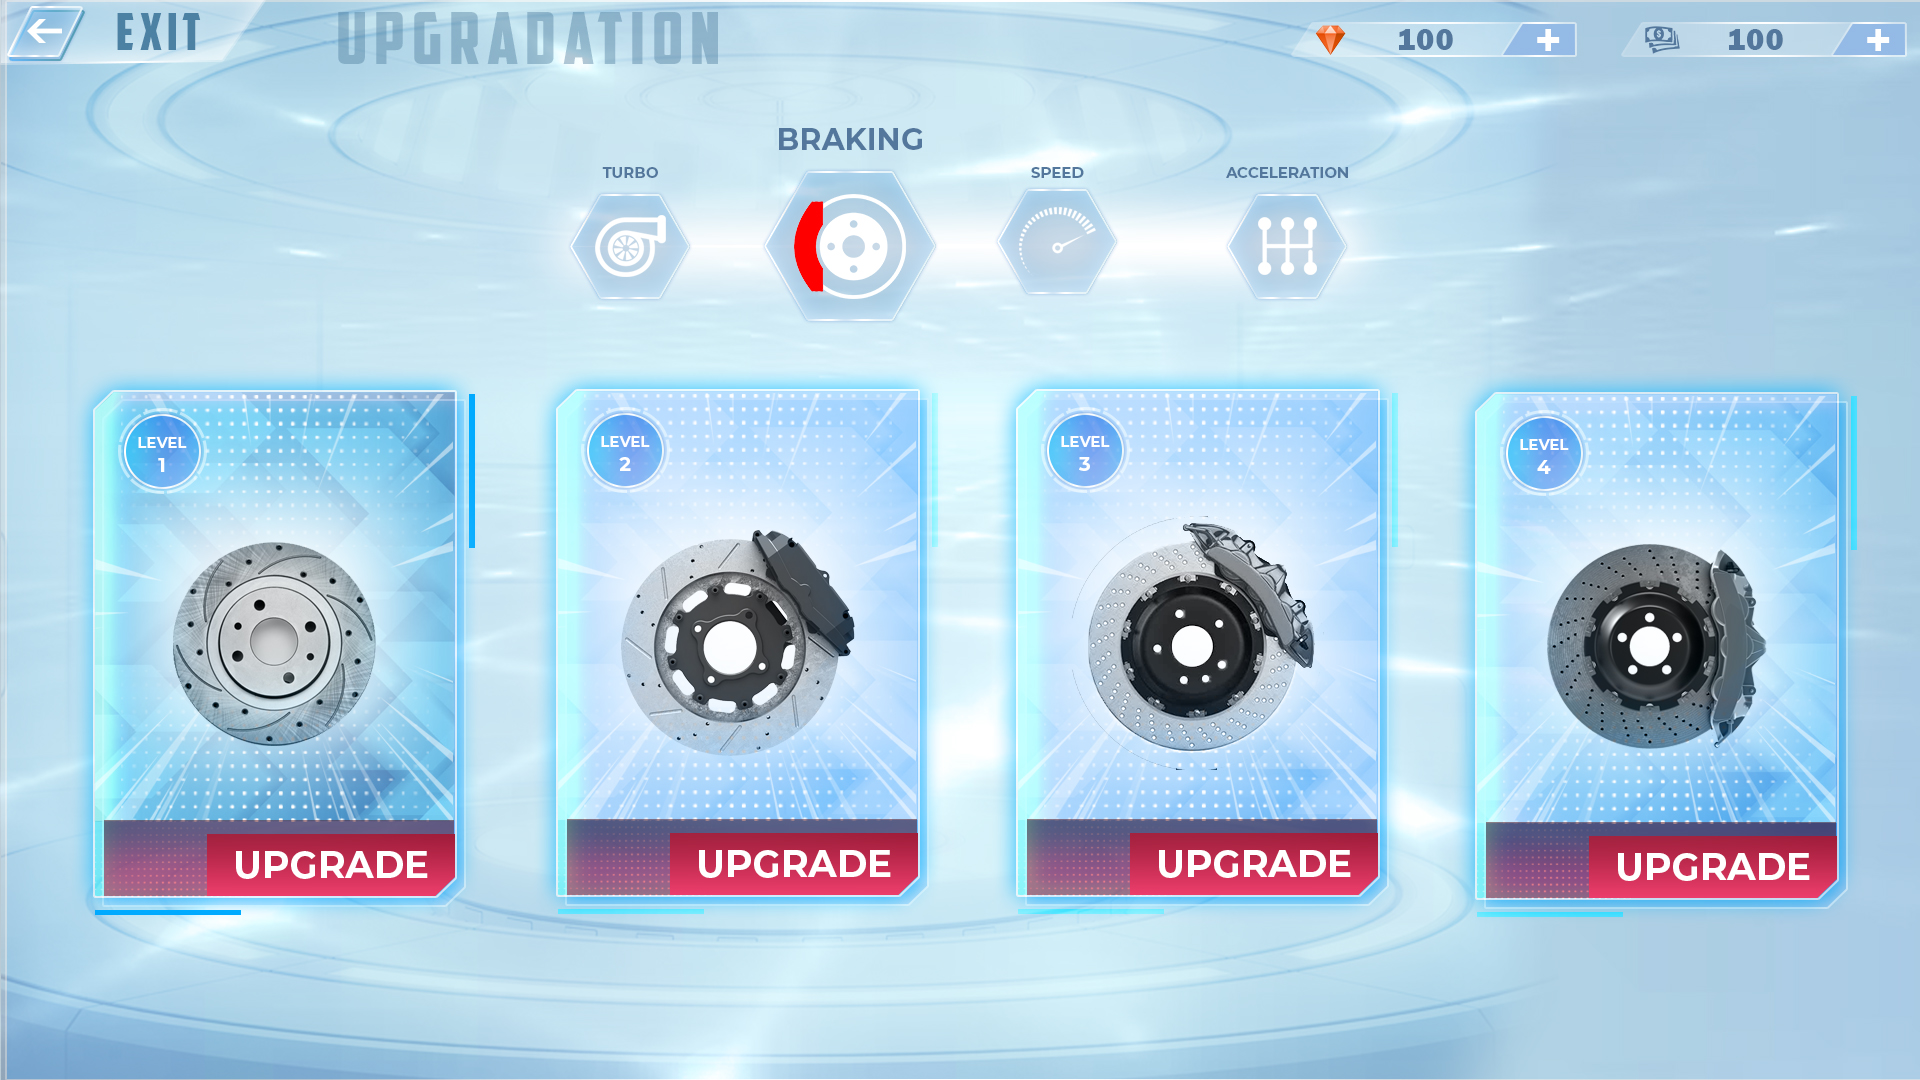 EXIT
UPGRADATION
100
100
BRAKING
TURBO
SPEED
ACCELERATION
LEVEL
1
UPGRADE
LEVEL
2
UPGRADE
LEVEL
3
UPGRADE
LEVEL
4
UPGRADE